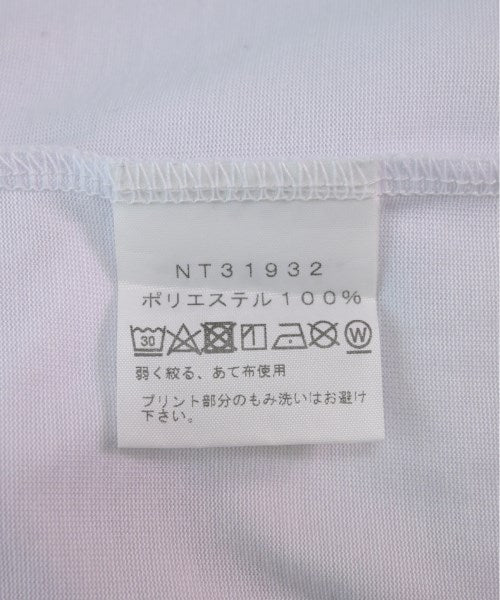 NT31932
ポリエステル100%
30 W
弱く絞る、あて布使用
プリント部分のもみ洗いはお避け
下さい。